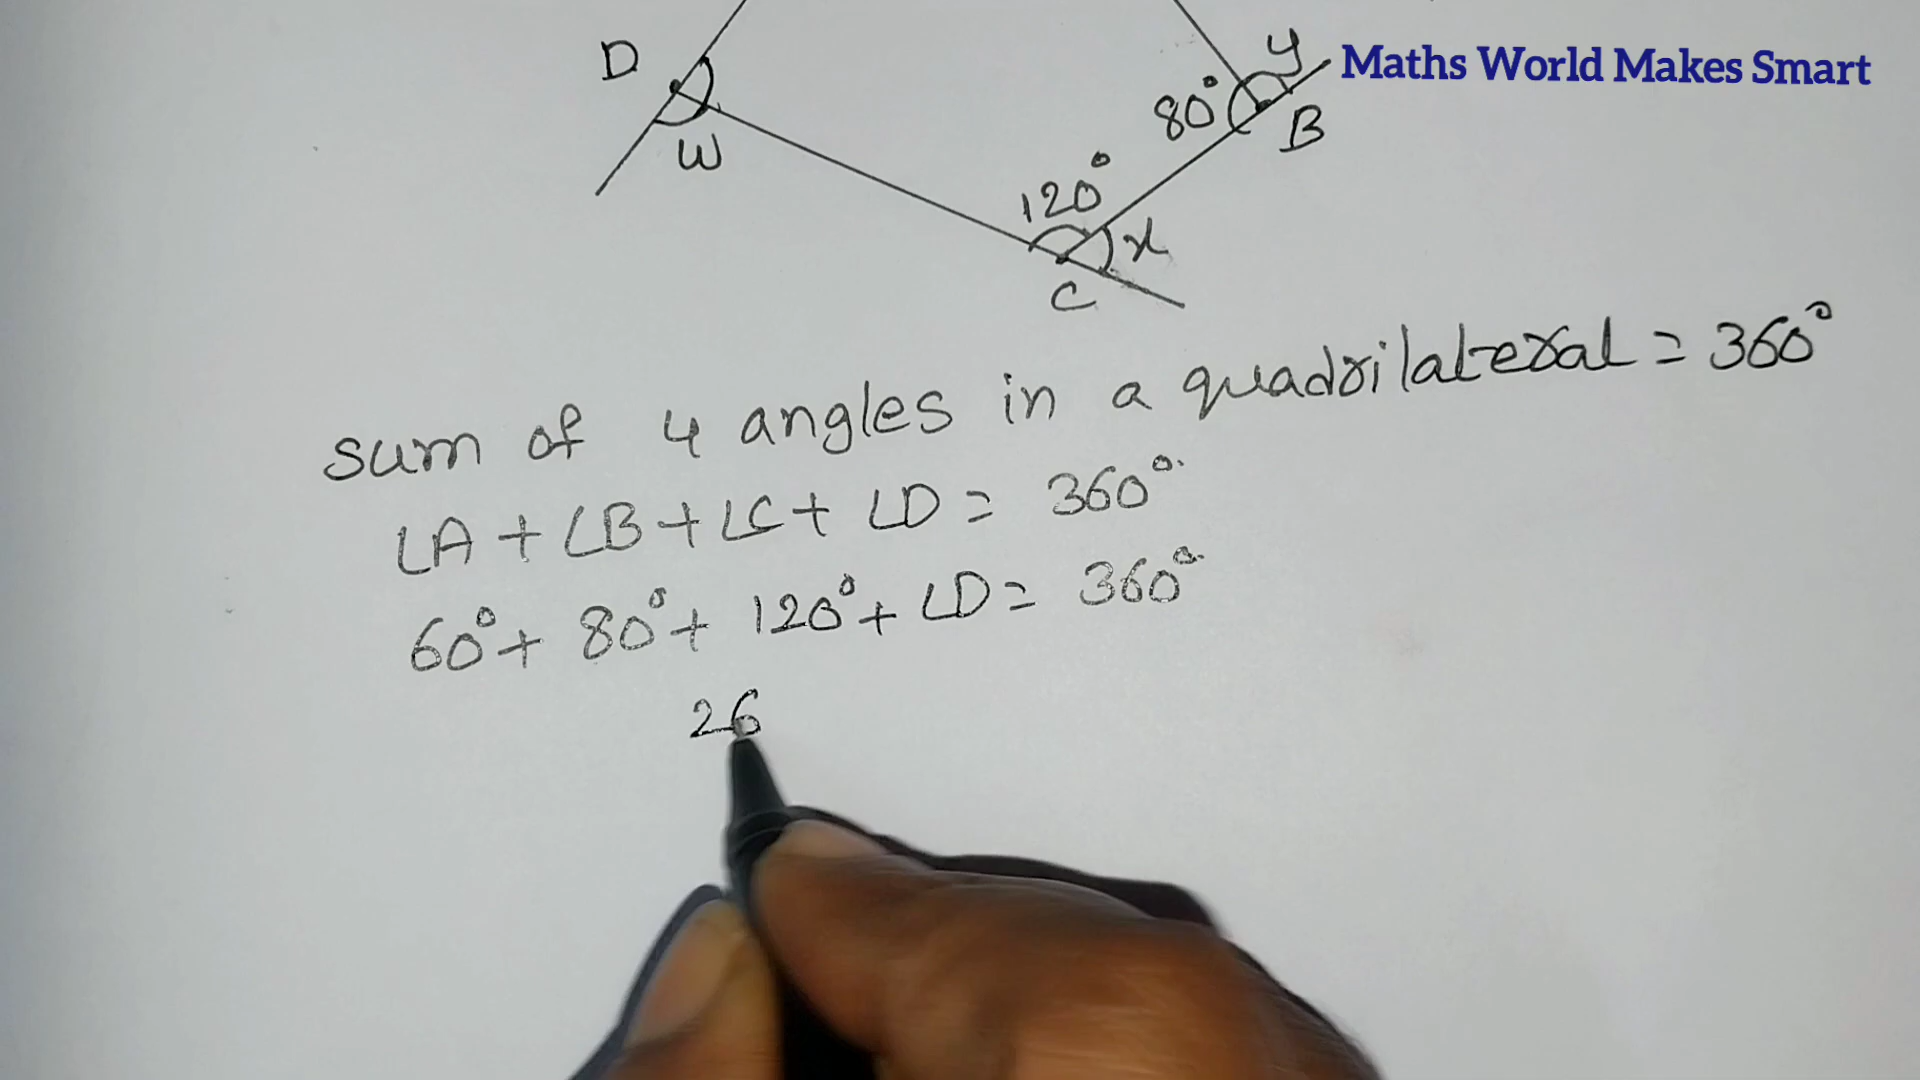 D
y
Maths World Makes Smart
80°
B
W
120°
x
C
sum of 4 angles in a quadrilateral = 360°
∠A + ∠B + ∠C + ∠D = 360°
60° + 80° + 120° + ∠D = 360°
26